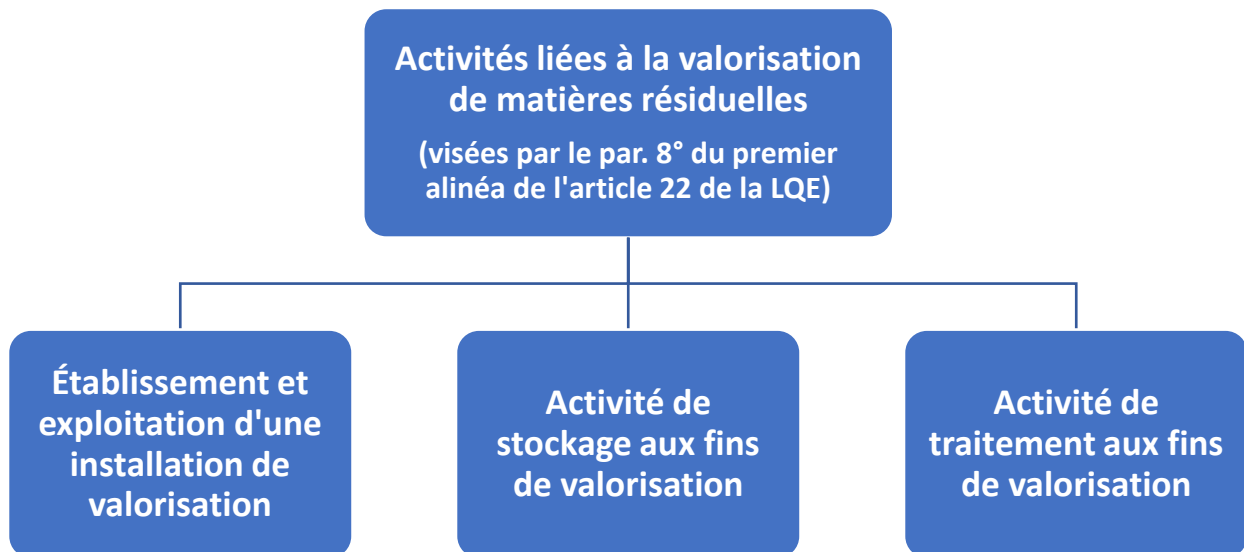 Activités liées à la valorisation
de matières résiduelles
(visées par le par. 8° du premier
alinéa de l'article 22 de la LQE)
Établissement et
exploitation d'une
installation de
valorisation
Activité de
stockage aux fins
de valorisation
Activité de
traitement aux fins
de valorisation